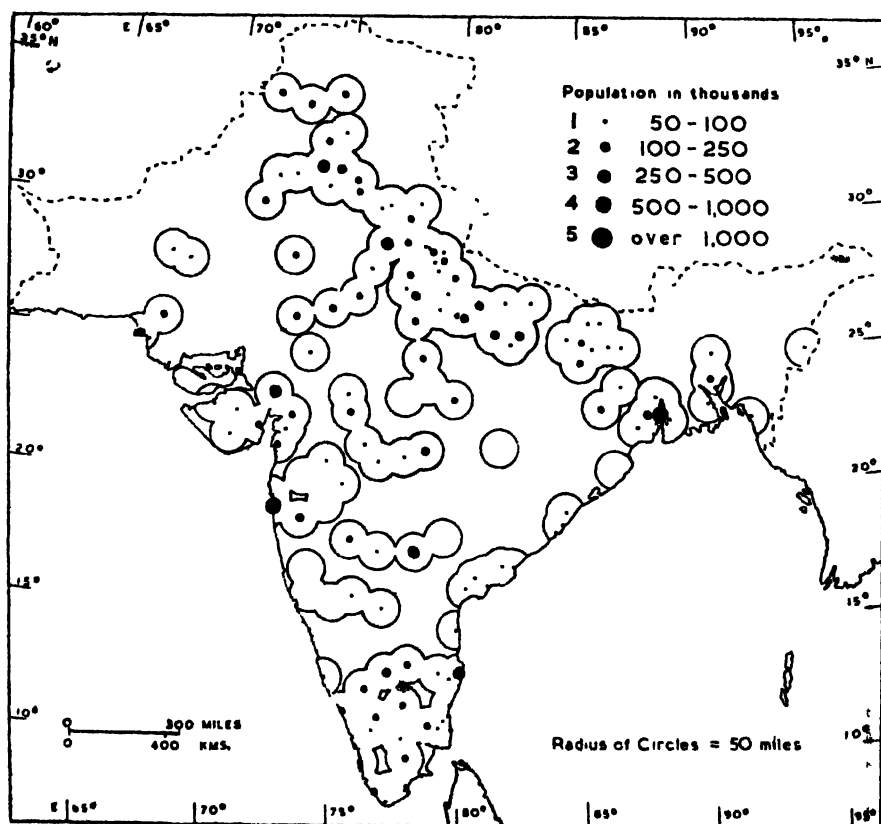 60° E 65° 70° 80° 85° 90° 95°
35° N 35° N
Population in thousands
1 50-100
2 100-250
3 250-500
4 500-1,000
5 over 1,000
30° 30°
25°
20° 20°
15° 15°
10° 10°
0 300 MILES
0 400 KMS.
Radius of Circles = 50 miles
E 65° 70° 75° 80° 85° 90° 95°